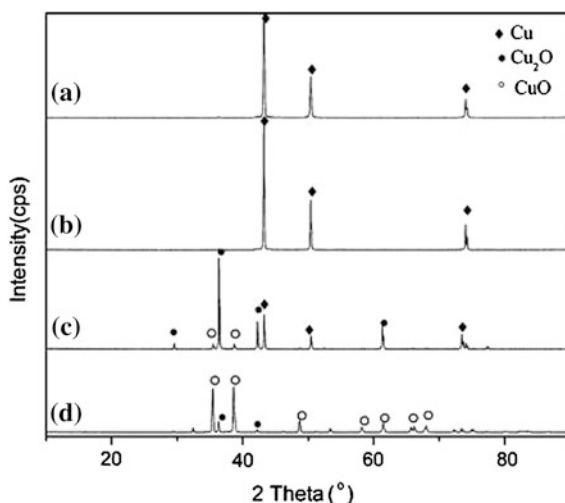 Cu
Cu₂O
CuO
(a)
(b)
(c)
(d)
Intensity(cps)
20 40 60 80
2 Theta (°)